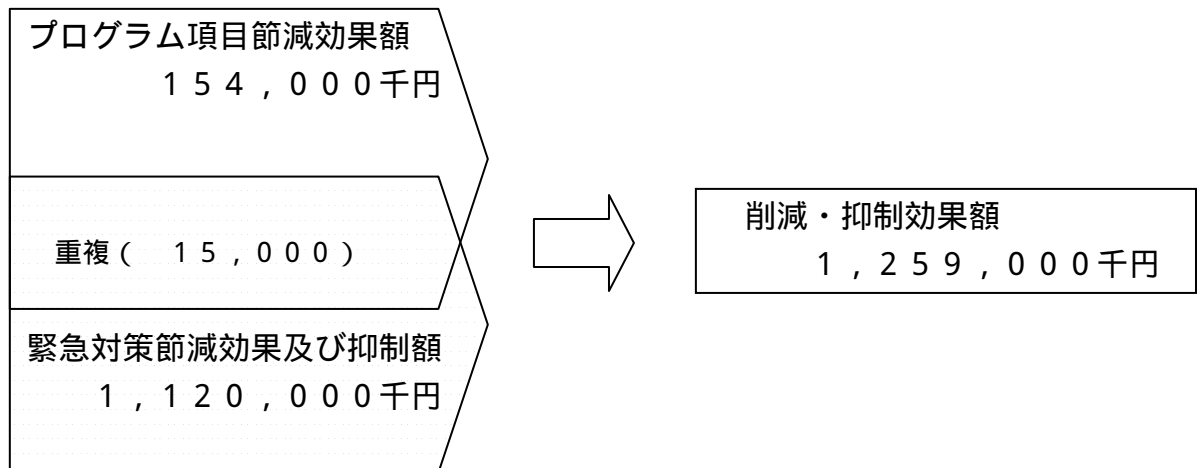 プログラム項目節減効果額
１５４，０００千円
重複（　１５，０００）
緊急対策節減効果及び抑制額
１，１２０，０００千円
削減・抑制効果額
１，２５９，０００千円